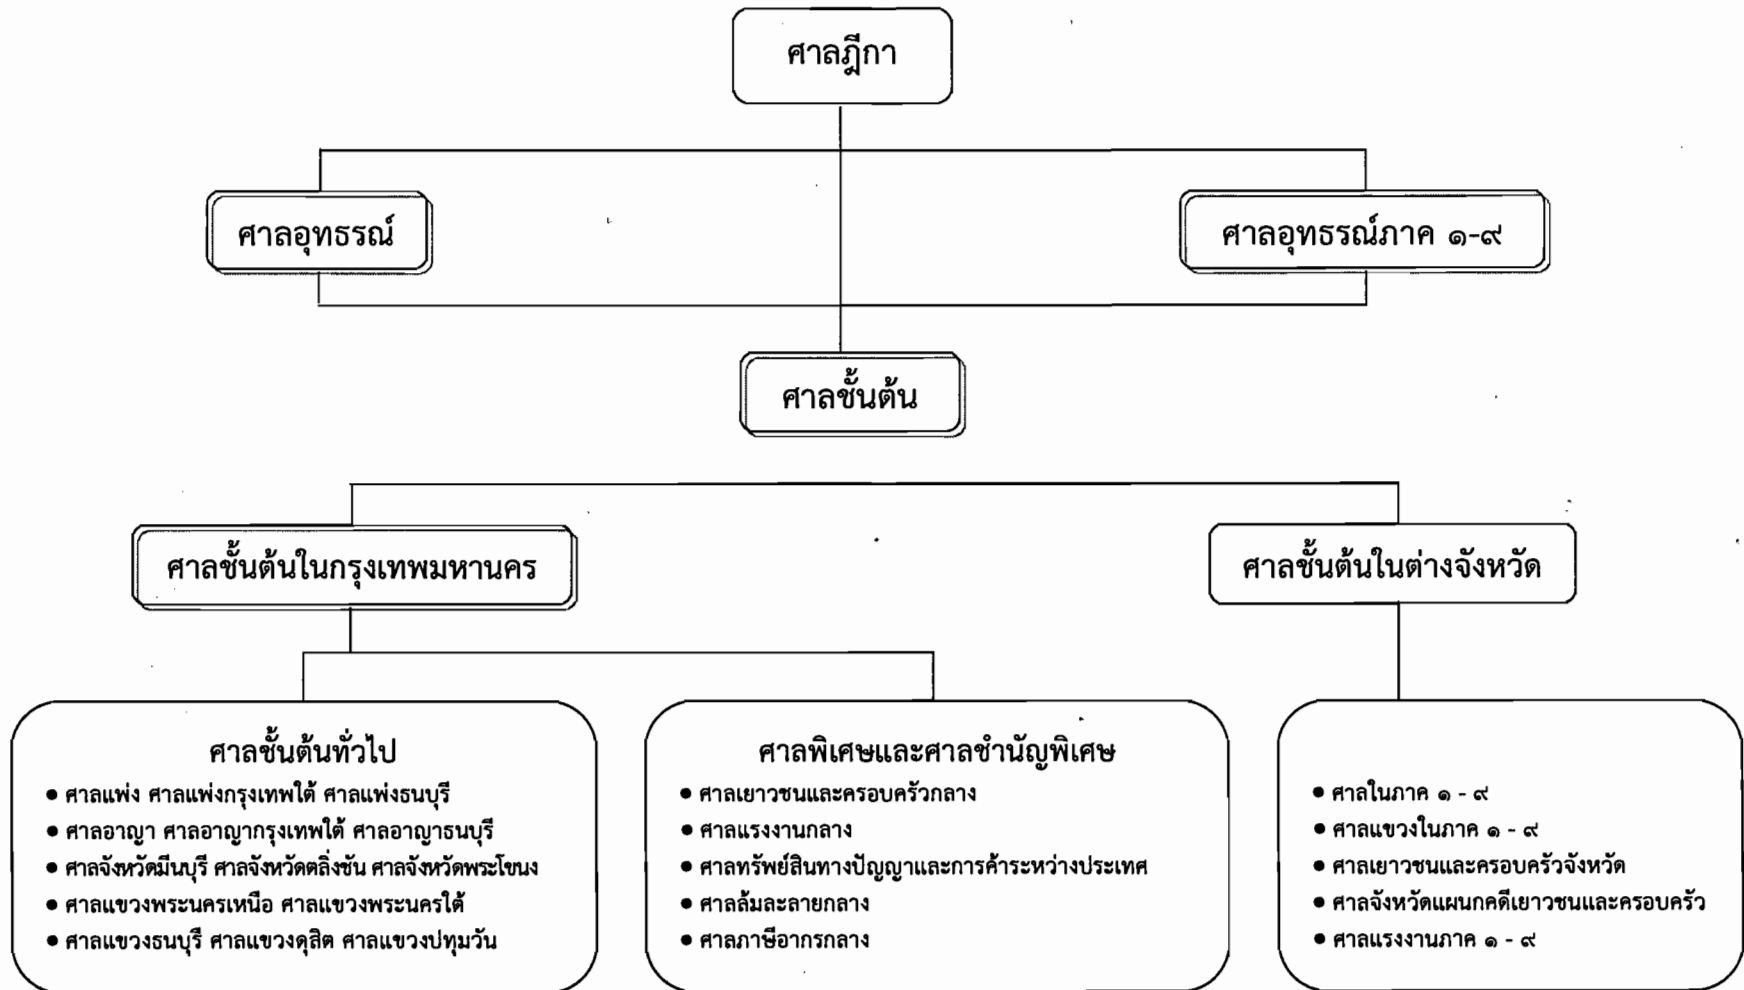 ศาลฎีกา
ศาลอุทธรณ์
ศาลอุทธรณ์ภาค ๑-๙
ศาลชั้นต้น
ศาลชั้นต้นในกรุงเทพมหานคร
ศาลชั้นต้นในต่างจังหวัด
ศาลชั้นต้นทั่วไป
● ศาลแพ่ง ศาลแพ่งกรุงเทพใต้ ศาลแพ่งธนบุรี
● ศาลอาญา ศาลอาญากรุงเทพใต้ ศาลอาญาธนบุรี
● ศาลจังหวัดมีนบุรี ศาลจังหวัดตลิ่งชัน ศาลจังหวัดพระโขนง
● ศาลแขวงพระนครเหนือ ศาลแขวงพระนครใต้
● ศาลแขวงธนบุรี ศาลแขวงดุสิต ศาลแขวงปทุมวัน
ศาลพิเศษและศาลชำนัญพิเศษ
● ศาลเยาวชนและครอบครัวกลาง
● ศาลแรงงานกลาง
● ศาลทรัพย์สินทางปัญญาและการค้าระหว่างประเทศ
● ศาลล้มละลายกลาง
● ศาลภาษีอากรกลาง
● ศาลในภาค ๑ - ๙
● ศาลแขวงในภาค ๑ - ๙
● ศาลเยาวชนและครอบครัวจังหวัด
● ศาลจังหวัดแผนกคดีเยาวชนและครอบครัว
● ศาลแรงงานภาค ๑ - ๙